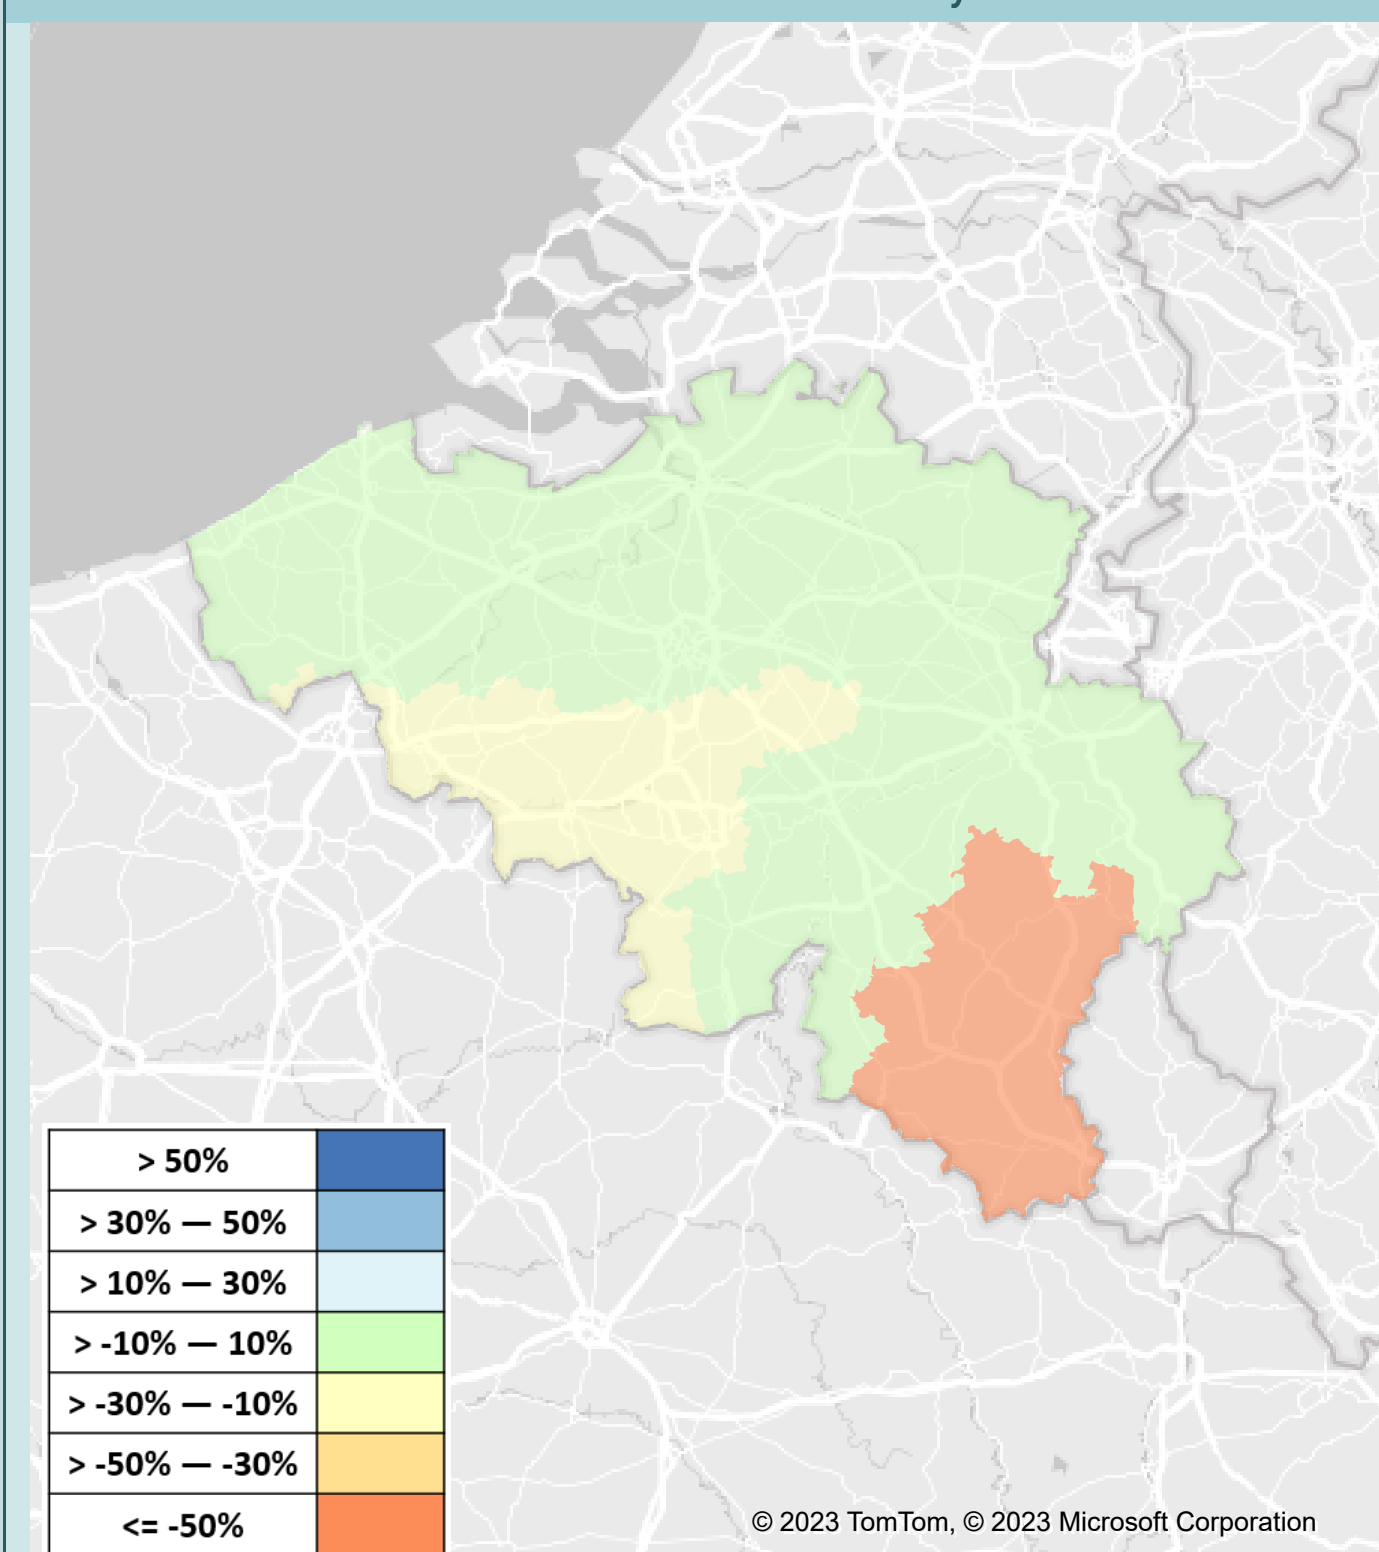 > 50%
> 30% — 50%
> 10% — 30%
> -10% — 10%
> -30% — -10%
> -50% — -30%
<= -50%
© 2023 TomTom, © 2023 Microsoft Corporation